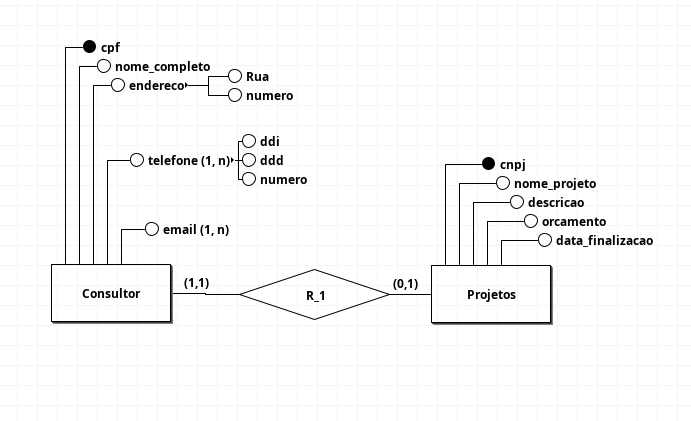 cpf
nome_completo
endereco
Rua
numero
telefone (1, n)
ddi
ddd
numero
email (1, n)
cnpj
nome_projeto
descricao
orcamento
data_finalizacao
Consultor
(1,1)
R_1
(0,1)
Projetos